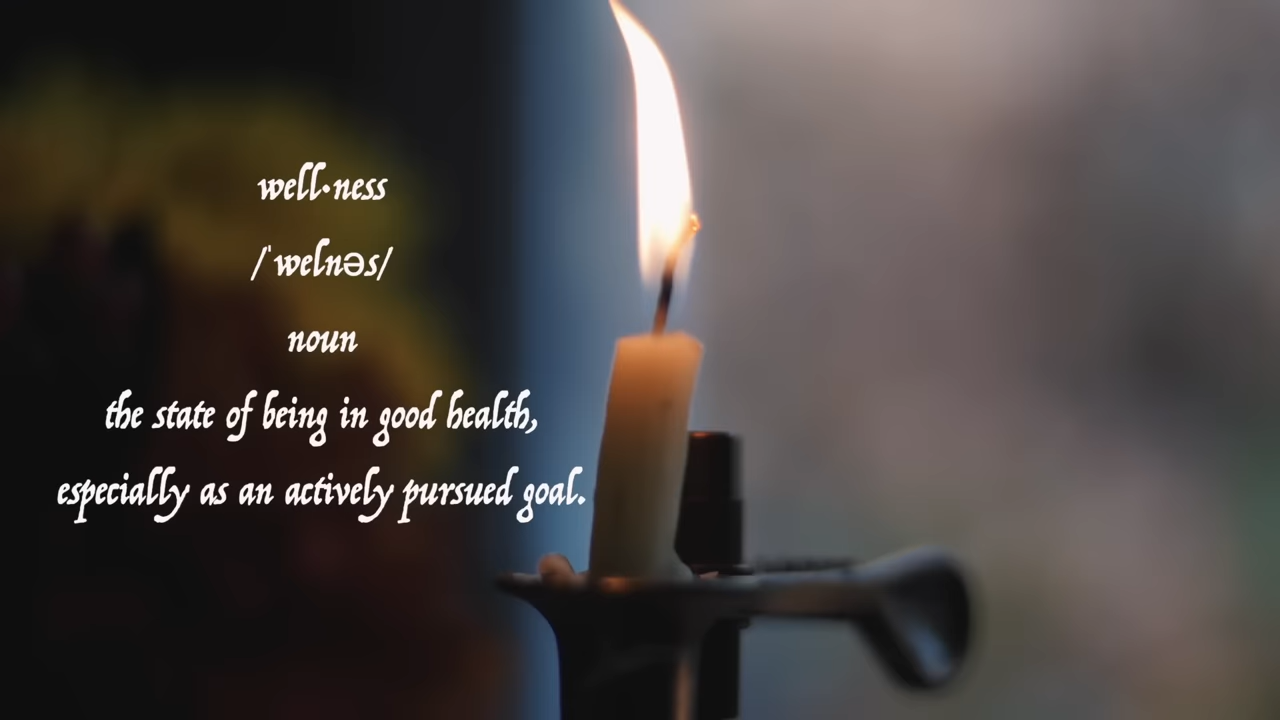 well·ness
/ˈwelnəs/
noun
the state of being in good health,
especially as an actively pursued goal.